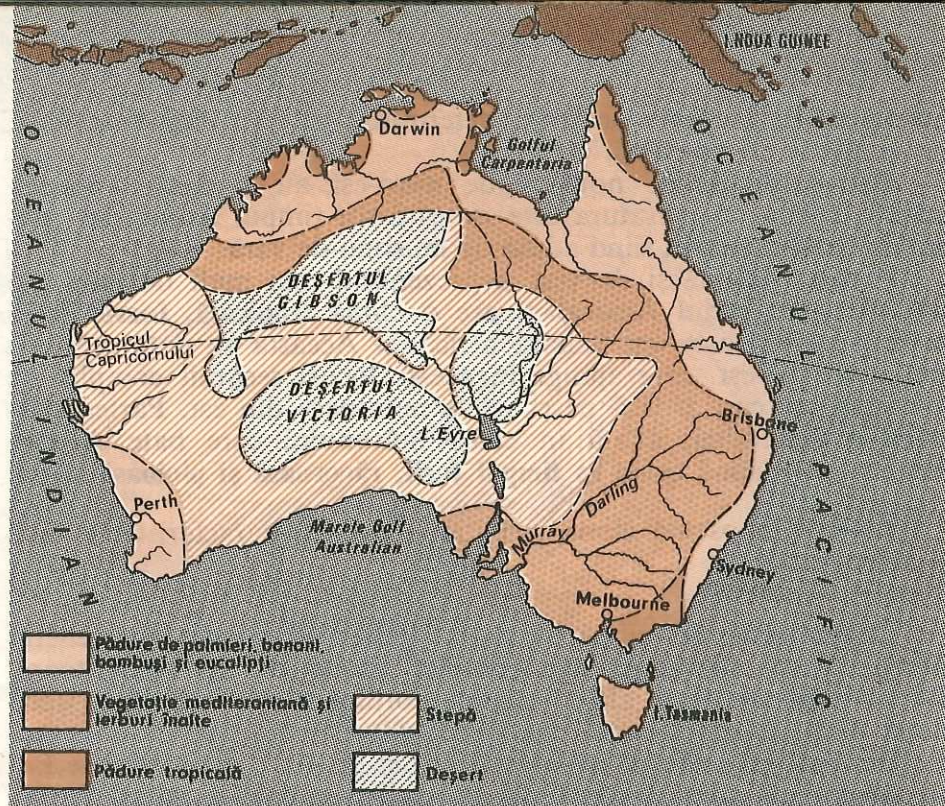 I. NOUA GUINEE
OCEANUL INDIAN
OCEANUL PACIFIC
Darwin
Golful
Carpentaria
DEȘERTUL
GIBSON
Tropicul
Capricornului
DEȘERTUL
VICTORIA
L. Eyre
Brisbane
Perth
Darling
Marele Golf
Australian
Murray
Sydney
Melbourne
I. Tasmania
Pădure de palmieri, banani,
bambuși și eucalipți
Vegetație mediteraniană și
ierburi înalte
Pădure tropicală
Stepă
Deșert